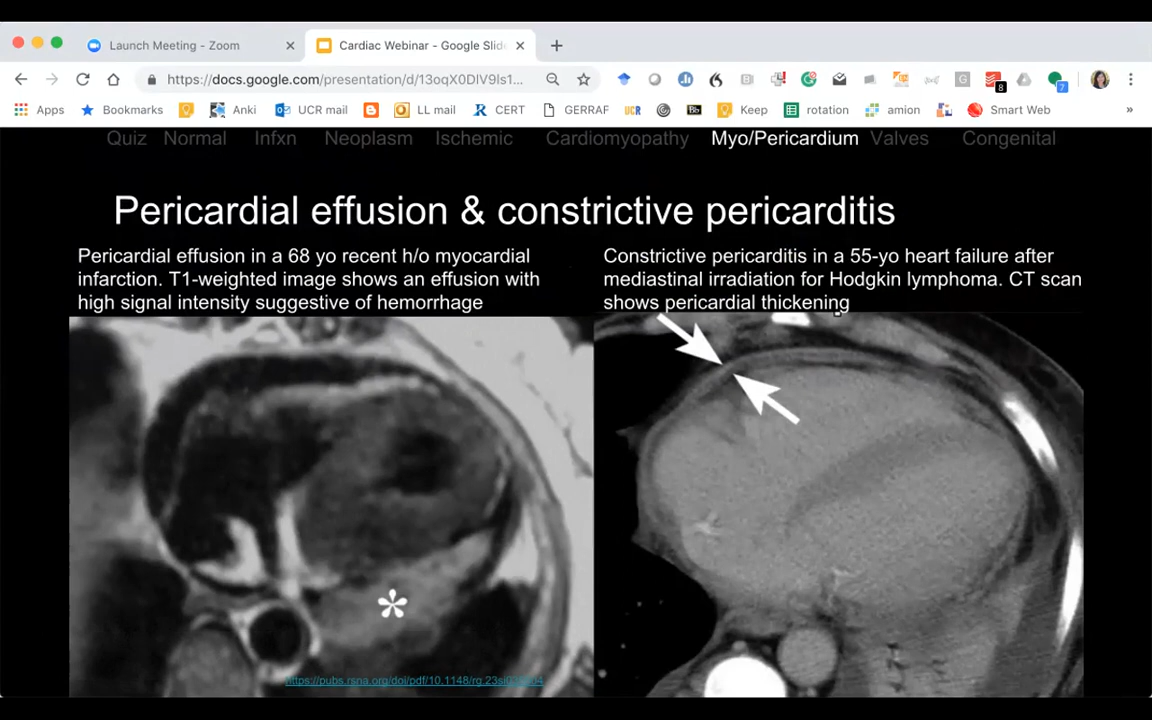 Launch Meeting - Zoom
Cardiac Webinar - Google Slid
https://docs.google.com/presentation/d/13oqX0DIV9Is1...
8
7
Apps
Bookmarks
Anki
UCR mail
LL mail
CERT
GERRAF
UCR
Keep
rotation
amion
Smart Web
»
Quiz Normal Infxn Neoplasm Ischemic Cardiomyopathy Myo/Pericardium Valves Congenital
Pericardial effusion & constrictive pericarditis
Pericardial effusion in a 68 yo recent h/o myocardial
infarction. T1-weighted image shows an effusion with
high signal intensity suggestive of hemorrhage
Constrictive pericarditis in a 55-yo heart failure after
mediastinal irradiation for Hodgkin lymphoma. CT scan
shows pericardial thickening
*